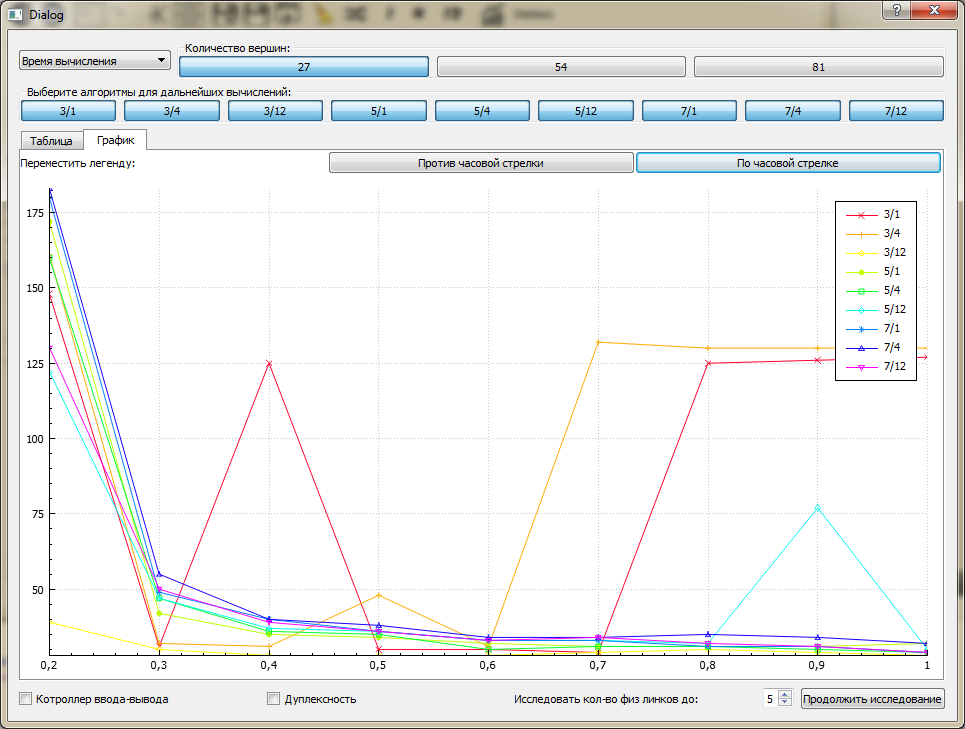 Dialog
Количество вершин:
Время вычисления
27 54 81
Выберите алгоритмы для дальнейших вычислений:
3/1 3/4 3/12 5/1 5/4 5/12 7/1 7/4 7/12
Таблица График
Переместить легенду: Против часовой стрелки По часовой стрелке
175
150
125
100
75
50
3/1
3/4
3/12
5/1
5/4
5/12
7/1
7/4
7/12
0,2 0,3 0,4 0,5 0,6 0,7 0,8 0,9 1
Котроллер ввода-вывода Дуплексность Исследовать кол-во физ линков до: 5 Продолжить исследование